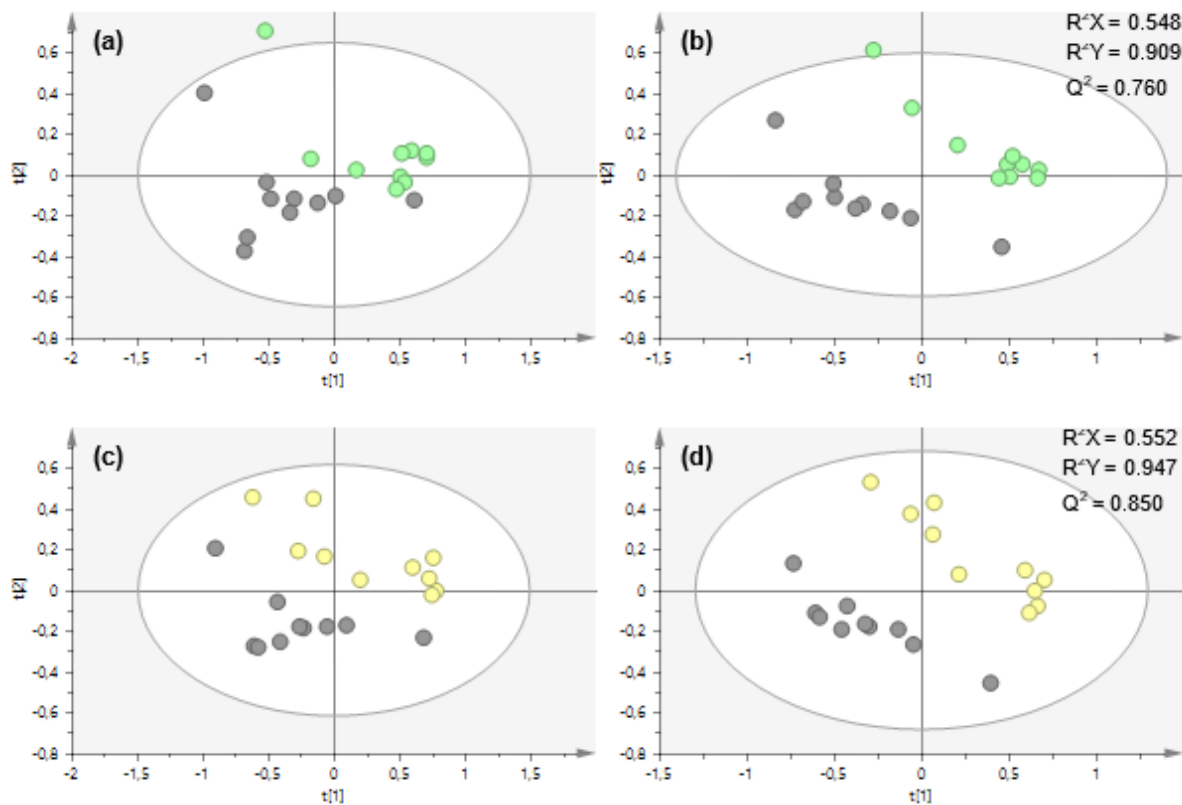 (a)
0,6
0,4
0,2
0
-0,2
-0,4
-0,6
-0,8
t[2]
-2 -1 -0,5 0 0,5 1 1,5
t[1]
(b)
R²X = 0.548
R²Y = 0.909
Q² = 0.760
0,6
0,4
0,2
0
-0,2
-0,4
-0,6
-0,8
-1,5 -1 -0,5 0 0,5 1
t[1]
(c)
0,6
0,4
0,2
0
-0,2
-0,4
-0,6
-0,8
t[2]
-2 -1 -0,5 0 0,5 1 1,5
t[1]
(d)
R²X = 0.552
R²Y = 0.947
Q² = 0.850
0,6
0,4
0,2
0
-0,2
-0,4
-0,6
-0,8
-1,5 -1 -0,5 0 0,5 1
t[1]